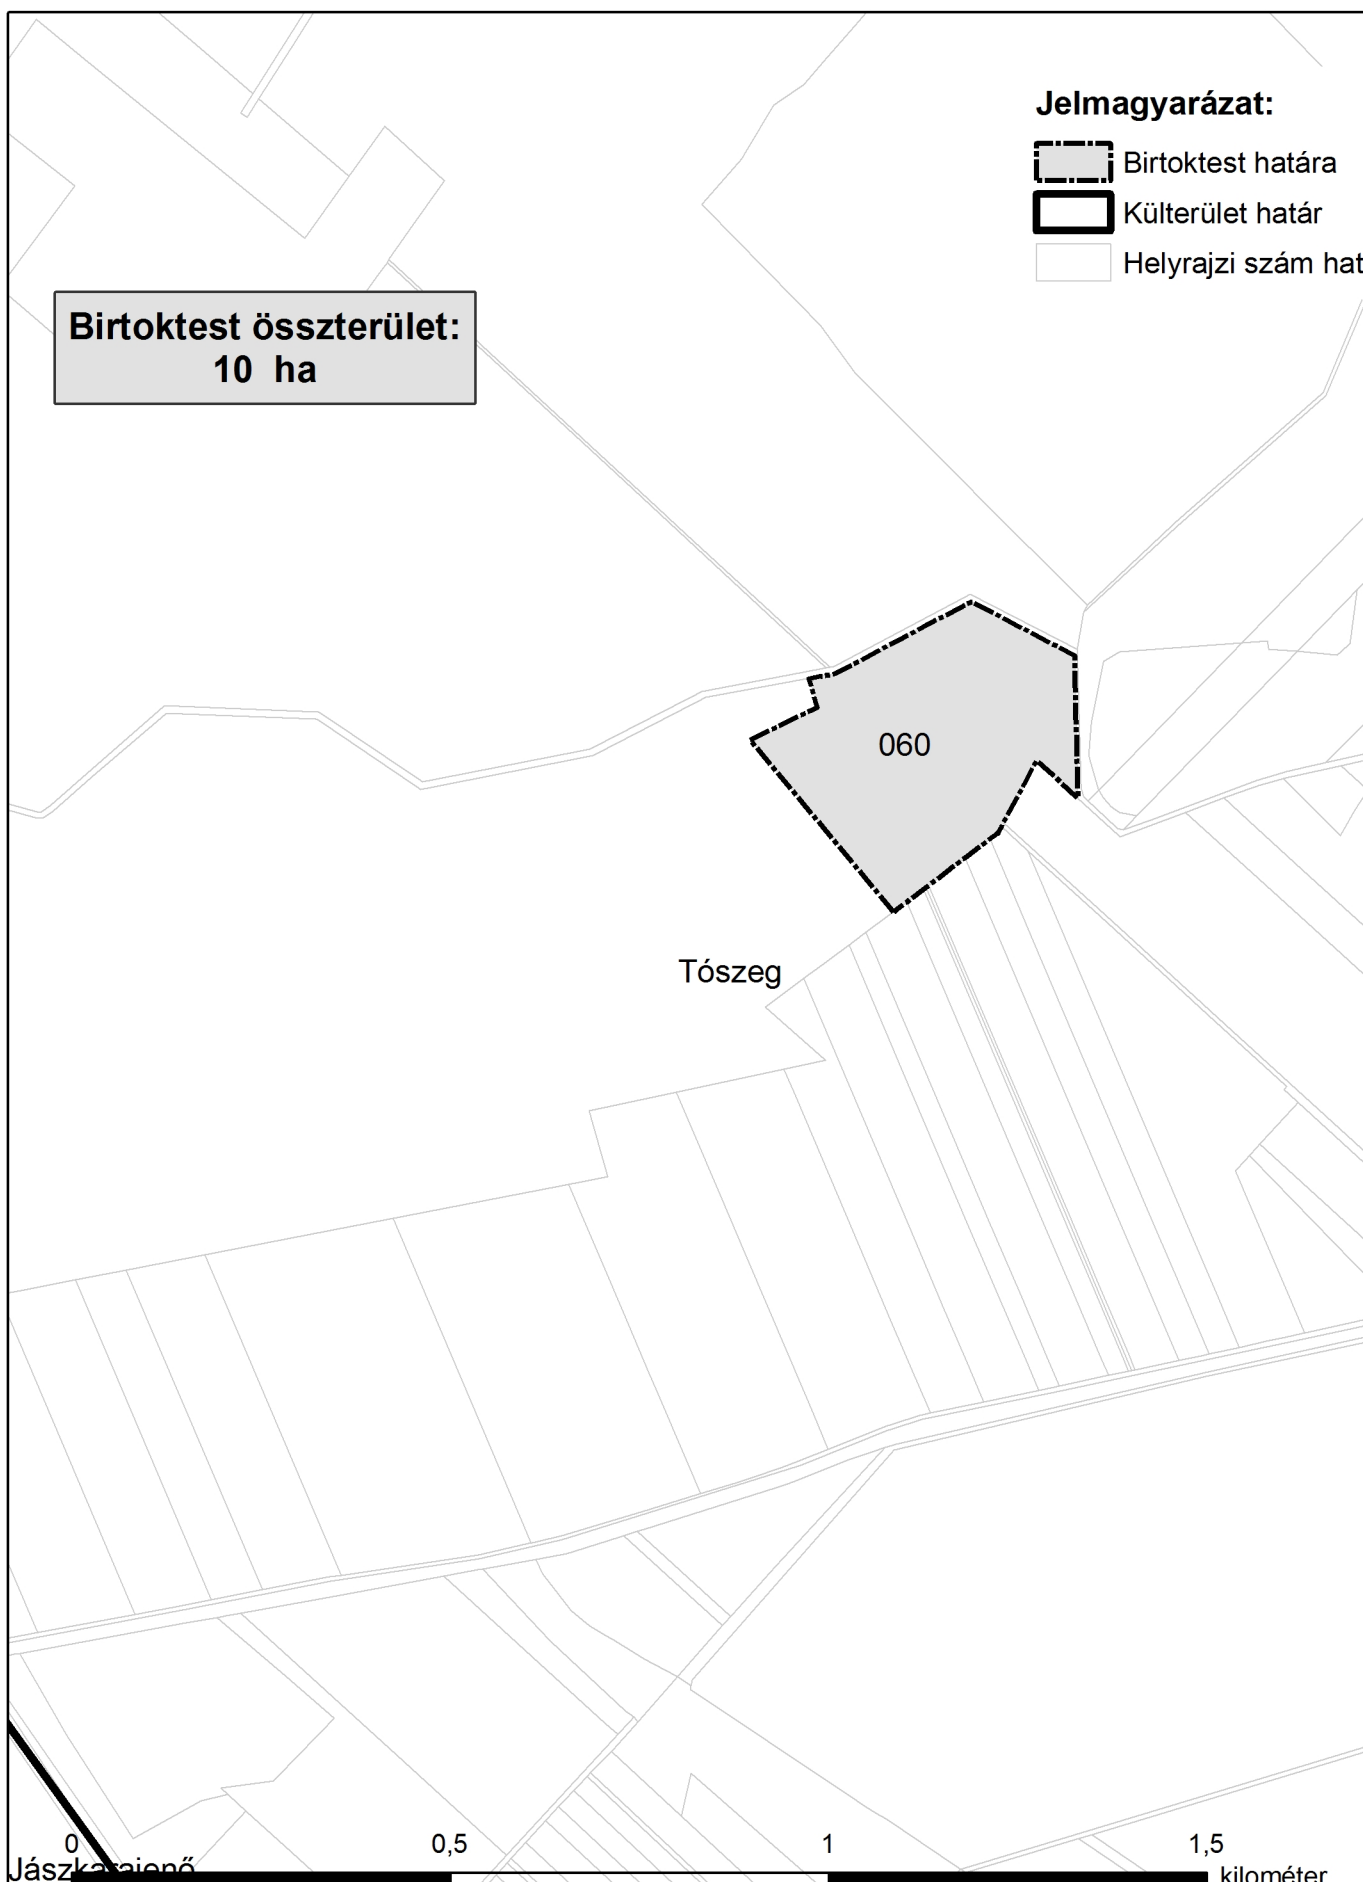 Jelmagyarázat:
Birtoktest határa
Külterület határ
Helyrajzi szám hat
Birtoktest összterület:
10 ha
060
Tószeg
0 0,5 1 1,5
Jászkarajenő
kilométer